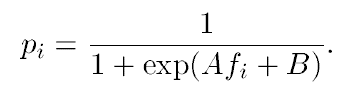 p_i = \frac{1}{1 + \exp(Af_i + B)}.